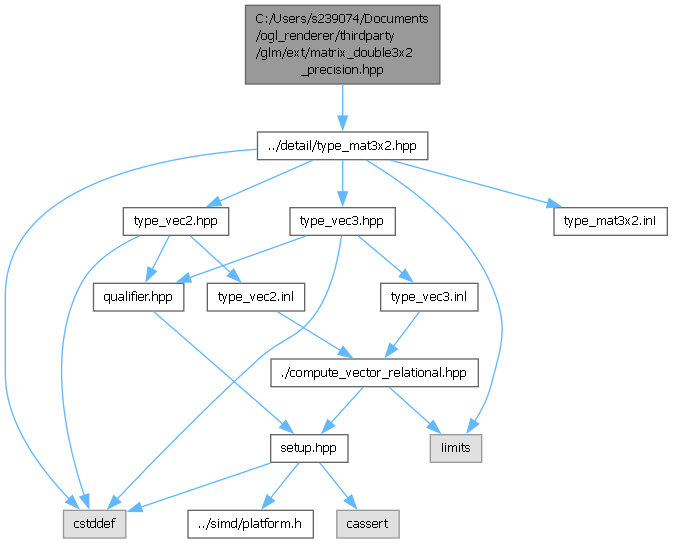 C:/Users/s239074/Documents
/ogl_renderer/thirdparty
/glm/ext/matrix_double3x2
_precision.hpp
../detail/type_mat3x2.hpp
type_vec2.hpp
type_vec3.hpp
type_mat3x2.inl
qualifier.hpp
type_vec2.inl
type_vec3.inl
./compute_vector_relational.hpp
setup.hpp
limits
cstddef
../simd/platform.h
cassert